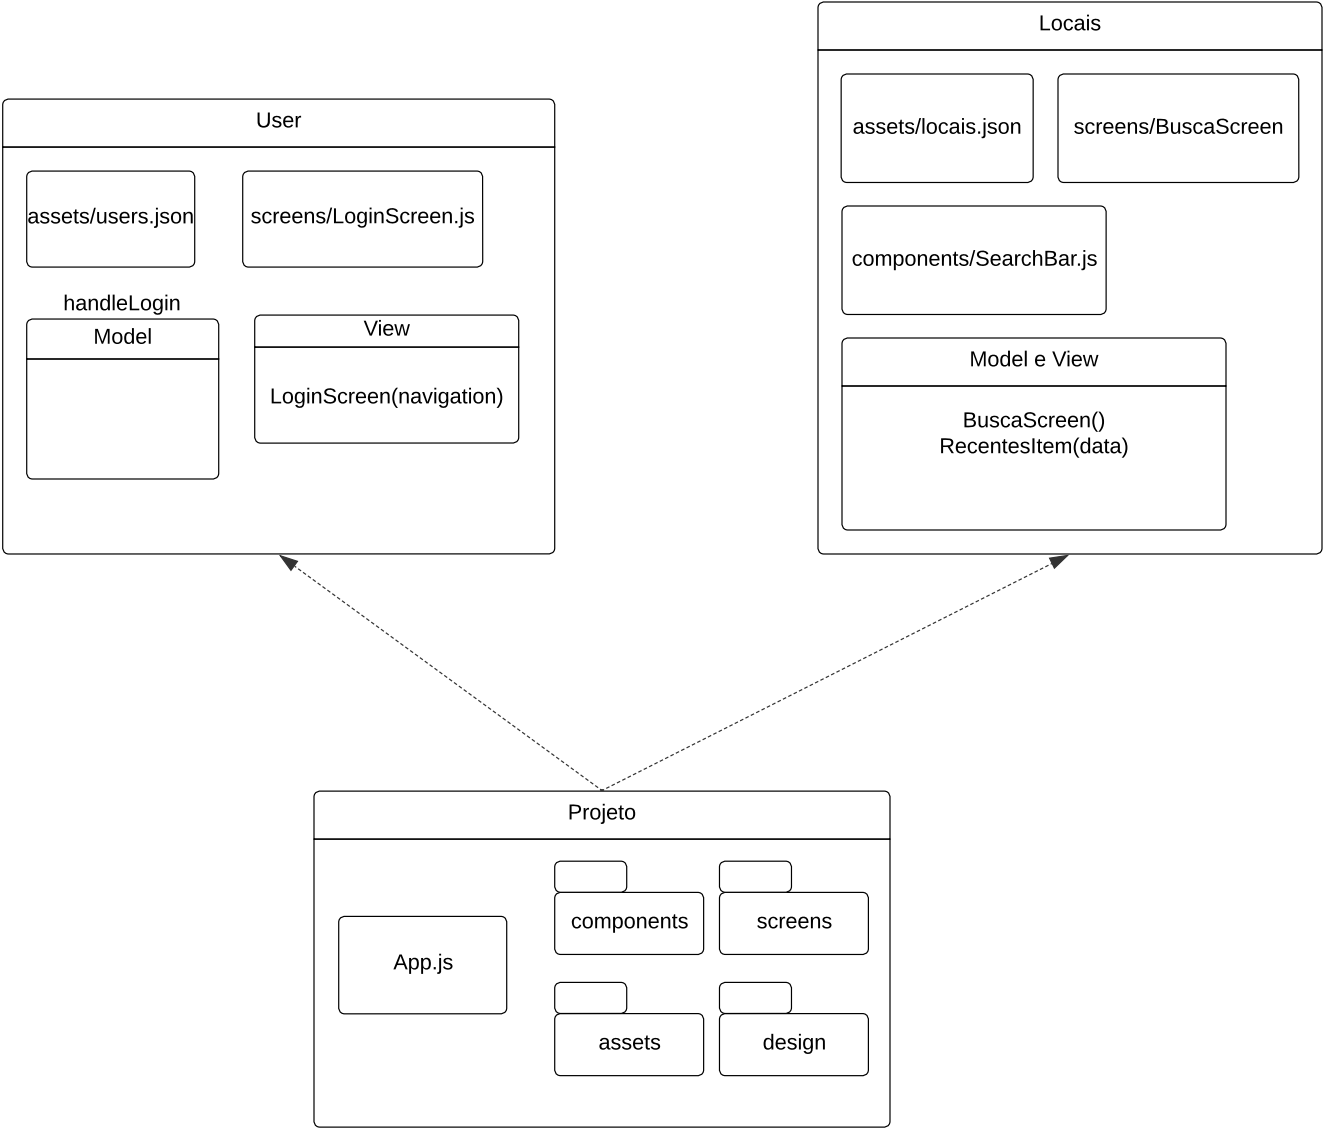 Locais
assets/locais.json
screens/BuscaScreen
components/SearchBar.js
Model e View
BuscaScreen()
RecentesItem(data)
User
assets/users.json
screens/LoginScreen.js
handleLogin
Model
View
LoginScreen(navigation)
Projeto
App.js
components
screens
assets
design